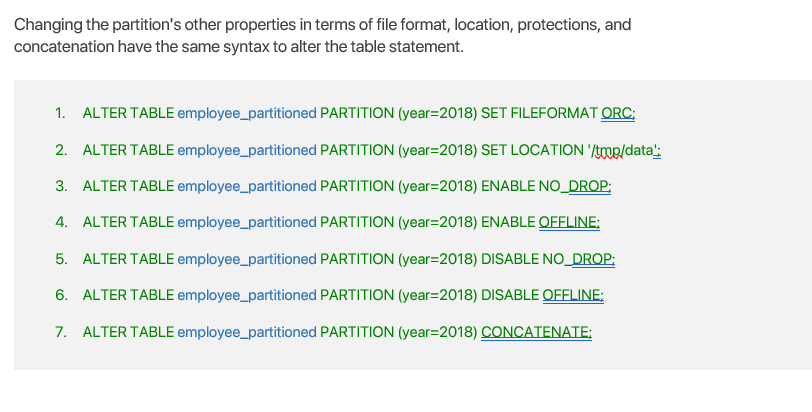 Changing the partition's other properties in terms of file format, location, protections, and
concatenation have the same syntax to alter the table statement.
1. ALTER TABLE employee_partitioned PARTITION (year=2018) SET FILEFORMAT ORC;
2. ALTER TABLE employee_partitioned PARTITION (year=2018) SET LOCATION '/tmp/data';
3. ALTER TABLE employee_partitioned PARTITION (year=2018) ENABLE NO_DROP;
4. ALTER TABLE employee_partitioned PARTITION (year=2018) ENABLE OFFLINE;
5. ALTER TABLE employee_partitioned PARTITION (year=2018) DISABLE NO_DROP;
6. ALTER TABLE employee_partitioned PARTITION (year=2018) DISABLE OFFLINE;
7. ALTER TABLE employee_partitioned PARTITION (year=2018) CONCATENATE;